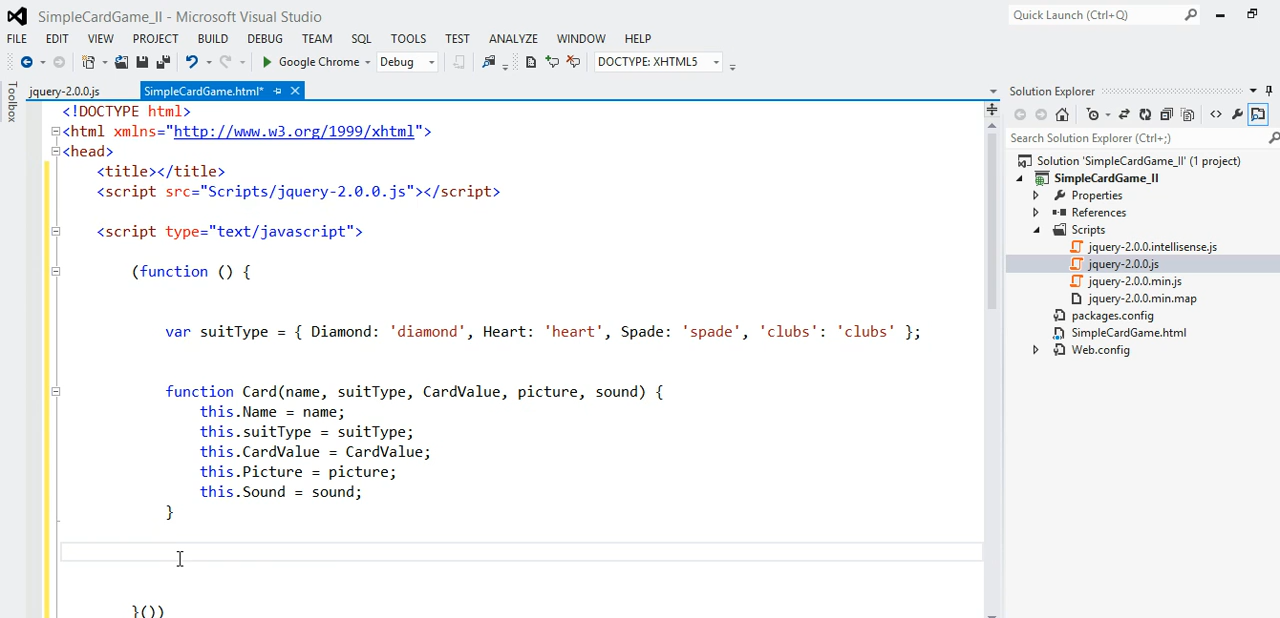 SimpleCardGame_II - Microsoft Visual Studio
Quick Launch (Ctrl+Q)
FILE EDIT VIEW PROJECT BUILD DEBUG TEAM SQL TOOLS TEST ANALYZE WINDOW HELP
Google Chrome Debug DOCTYPE: XHTML5
Toolbox
jquery-2.0.0.js SimpleCardGame.html*
<!DOCTYPE html>
<html xmlns="http://www.w3.org/1999/xhtml">
<head>
<title></title>
<script src="Scripts/jquery-2.0.0.js"></script>
<script type="text/javascript">
(function () {
var suitType = { Diamond: 'diamond', Heart: 'heart', Spade: 'spade', 'clubs': 'clubs' };
function Card(name, suitType, CardValue, picture, sound) {
this.Name = name;
this.suitType = suitType;
this.CardValue = CardValue;
this.Picture = picture;
this.Sound = sound;
}
}())
Solution Explorer
Search Solution Explorer (Ctrl+;)
Solution 'SimpleCardGame_II' (1 project)
SimpleCardGame_II
Properties
References
Scripts
jquery-2.0.0.intellisense.js
jquery-2.0.0.js
jquery-2.0.0.min.js
jquery-2.0.0.min.map
packages.config
SimpleCardGame.html
Web.config